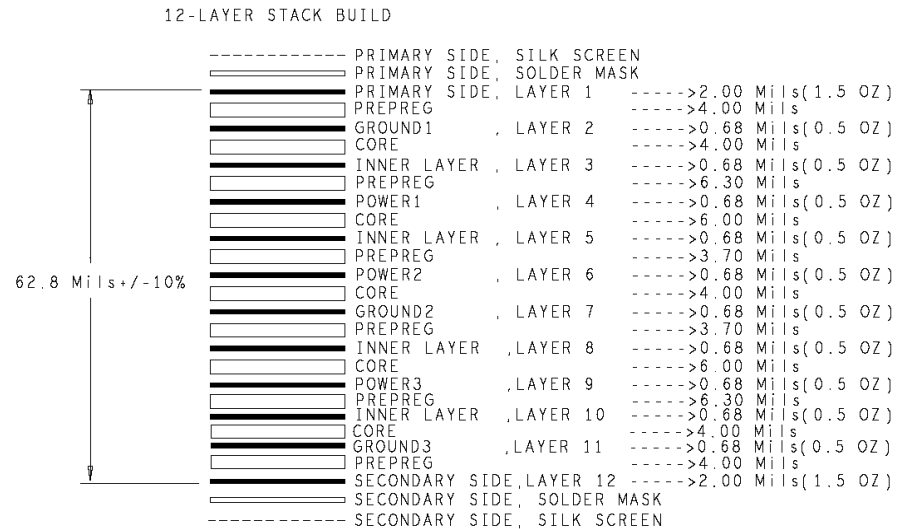 12-LAYER STACK BUILD
PRIMARY SIDE, SILK SCREEN
PRIMARY SIDE, SOLDER MASK
PRIMARY SIDE, LAYER 1 ----->2.00 Mils(1.5 OZ)
PREPREG ----->4.00 Mils
GROUND1 , LAYER 2 ----->0.68 Mils(0.5 OZ)
CORE ----->4.00 Mils
INNER LAYER , LAYER 3 ----->0.68 Mils(0.5 OZ)
PREPREG ----->6.30 Mils
POWER1 , LAYER 4 ----->0.68 Mils(0.5 OZ)
CORE ----->6.00 Mils
INNER LAYER , LAYER 5 ----->0.68 Mils(0.5 OZ)
PREPREG ----->3.70 Mils
POWER2 , LAYER 6 ----->0.68 Mils(0.5 OZ)
62.8 Mils+/-10%
CORE ----->4.00 Mils
GROUND2 , LAYER 7 ----->0.68 Mils(0.5 OZ)
PREPREG ----->3.70 Mils
INNER LAYER ,LAYER 8 ----->0.68 Mils(0.5 OZ)
CORE ----->6.00 Mils
POWER3 ,LAYER 9 ----->0.68 Mils(0.5 OZ)
PREPREG ----->6.30 Mils
INNER LAYER ,LAYER 10 ----->0.68 Mils(0.5 OZ)
CORE ----->4.00 Mils
GROUND3 ,LAYER 11 ----->0.68 Mils(0.5 OZ)
PREPREG ----->4.00 Mils
SECONDARY SIDE,LAYER 12 ----->2.00 Mils(1.5 OZ)
SECONDARY SIDE, SOLDER MASK
SECONDARY SIDE, SILK SCREEN